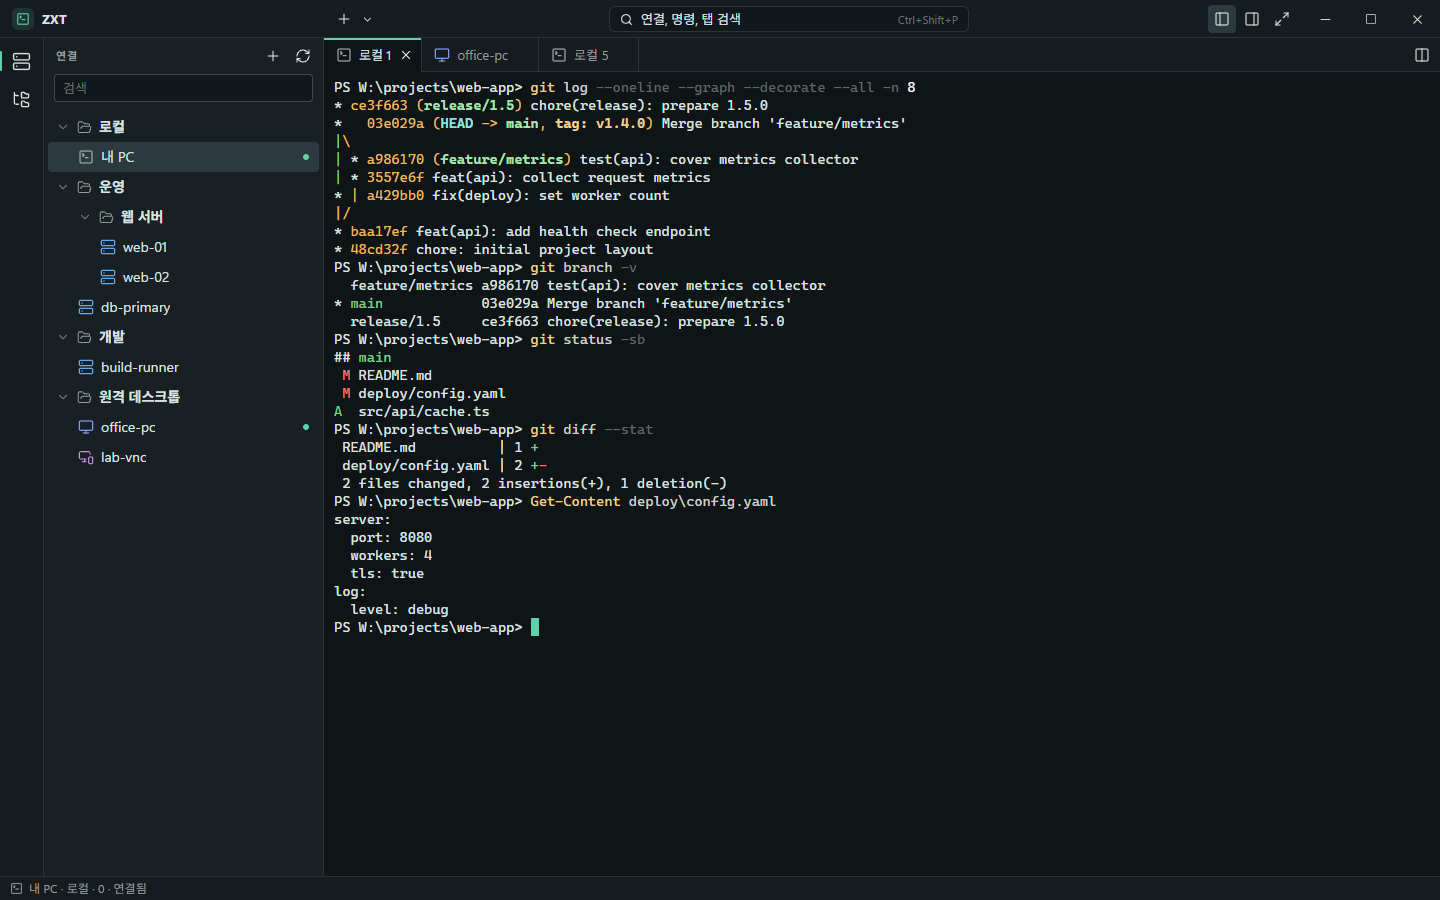 ZXT
연결, 명령, 탭 검색
Ctrl+Shift+P
연결
검색
로컬
내 PC
운영
웹 서버
web-01
web-02
db-primary
개발
build-runner
원격 데스크톱
office-pc
lab-vnc
로컬 1
office-pc
로컬 5
PS W:\projects\web-app> git log --oneline --graph --decorate --all -n 8
* ce3f663 (release/1.5) chore(release): prepare 1.5.0
*   03e029a (HEAD -> main, tag: v1.4.0) Merge branch 'feature/metrics'
|\
| * a986170 (feature/metrics) test(api): cover metrics collector
| * 3557e6f feat(api): collect request metrics
* | a429bb0 fix(deploy): set worker count
|/
* baa17ef feat(api): add health check endpoint
* 48cd32f chore: initial project layout
PS W:\projects\web-app> git branch -v
  feature/metrics a986170 test(api): cover metrics collector
* main            03e029a Merge branch 'feature/metrics'
  release/1.5     ce3f663 chore(release): prepare 1.5.0
PS W:\projects\web-app> git status -sb
## main
 M README.md
 M deploy/config.yaml
A  src/api/cache.ts
PS W:\projects\web-app> git diff --stat
 README.md          | 1 +
 deploy/config.yaml | 2 +-
 2 files changed, 2 insertions(+), 1 deletion(-)
PS W:\projects\web-app> Get-Content deploy\config.yaml
server:
  port: 8080
  workers: 4
  tls: true
log:
  level: debug
PS W:\projects\web-app>
내 PC · 로컬 · 0 · 연결됨